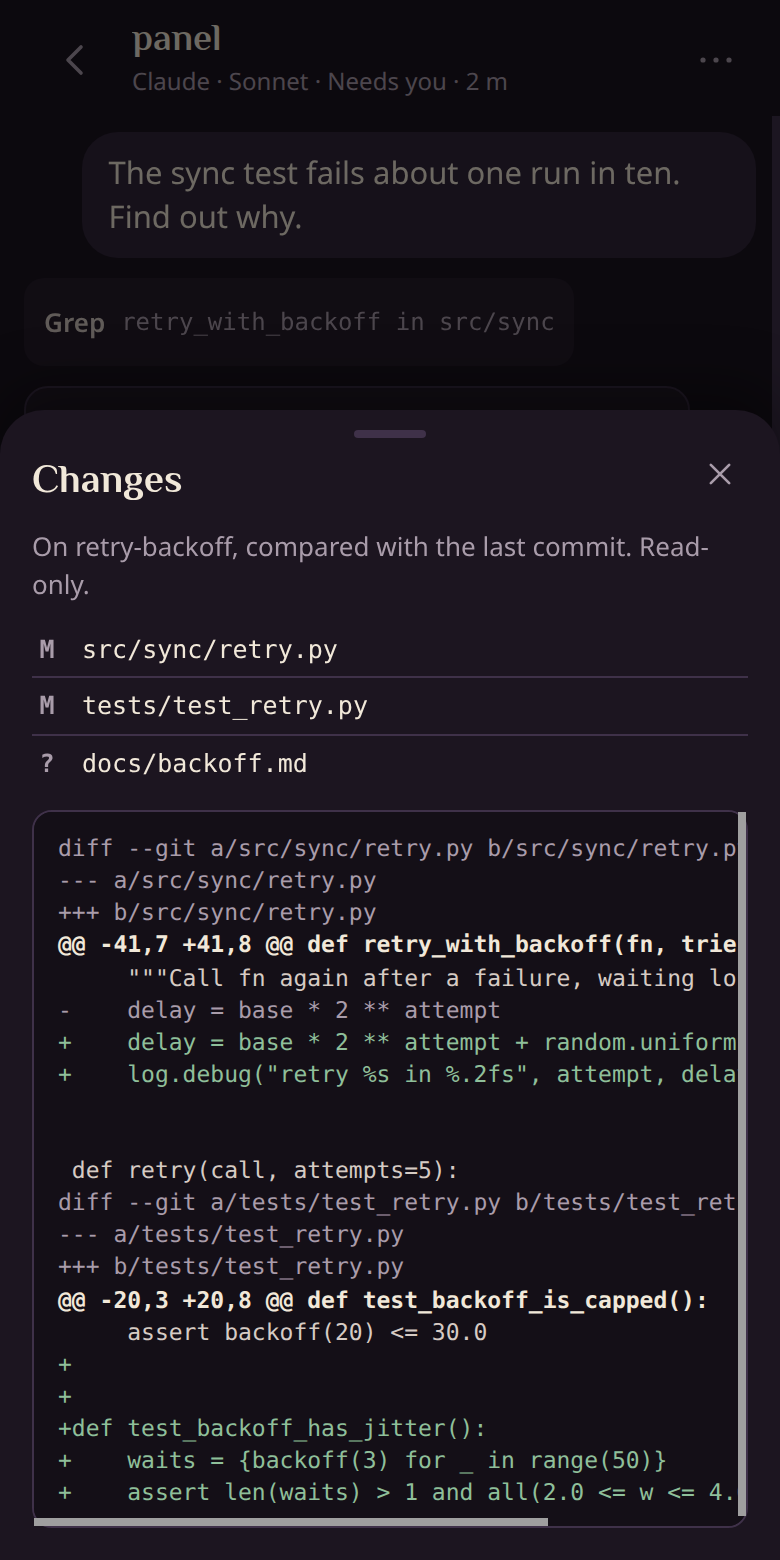 panel
Claude · Sonnet · Needs you · 2 m
The sync test fails about one run in ten.
Find out why.
Grep retry_with_backoff in src/sync
Changes
On retry-backoff, compared with the last commit. Read-
only.
M src/sync/retry.py
M tests/test_retry.py
? docs/backoff.md
diff --git a/src/sync/retry.py b/src/sync/retry.p
--- a/src/sync/retry.py
+++ b/src/sync/retry.py
@@ -41,7 +41,8 @@ def retry_with_backoff(fn, trie
     """Call fn again after a failure, waiting lo
-    delay = base * 2 ** attempt
+    delay = base * 2 ** attempt + random.uniform
+    log.debug("retry %s in %.2fs", attempt, dela
 def retry(call, attempts=5):
diff --git a/tests/test_retry.py b/tests/test_ret
--- a/tests/test_retry.py
+++ b/tests/test_retry.py
@@ -20,3 +20,8 @@ def test_backoff_is_capped():
     assert backoff(20) <= 30.0
+
+
+def test_backoff_has_jitter():
+    waits = {backoff(3) for _ in range(50)}
+    assert len(waits) > 1 and all(2.0 <= w <= 4.